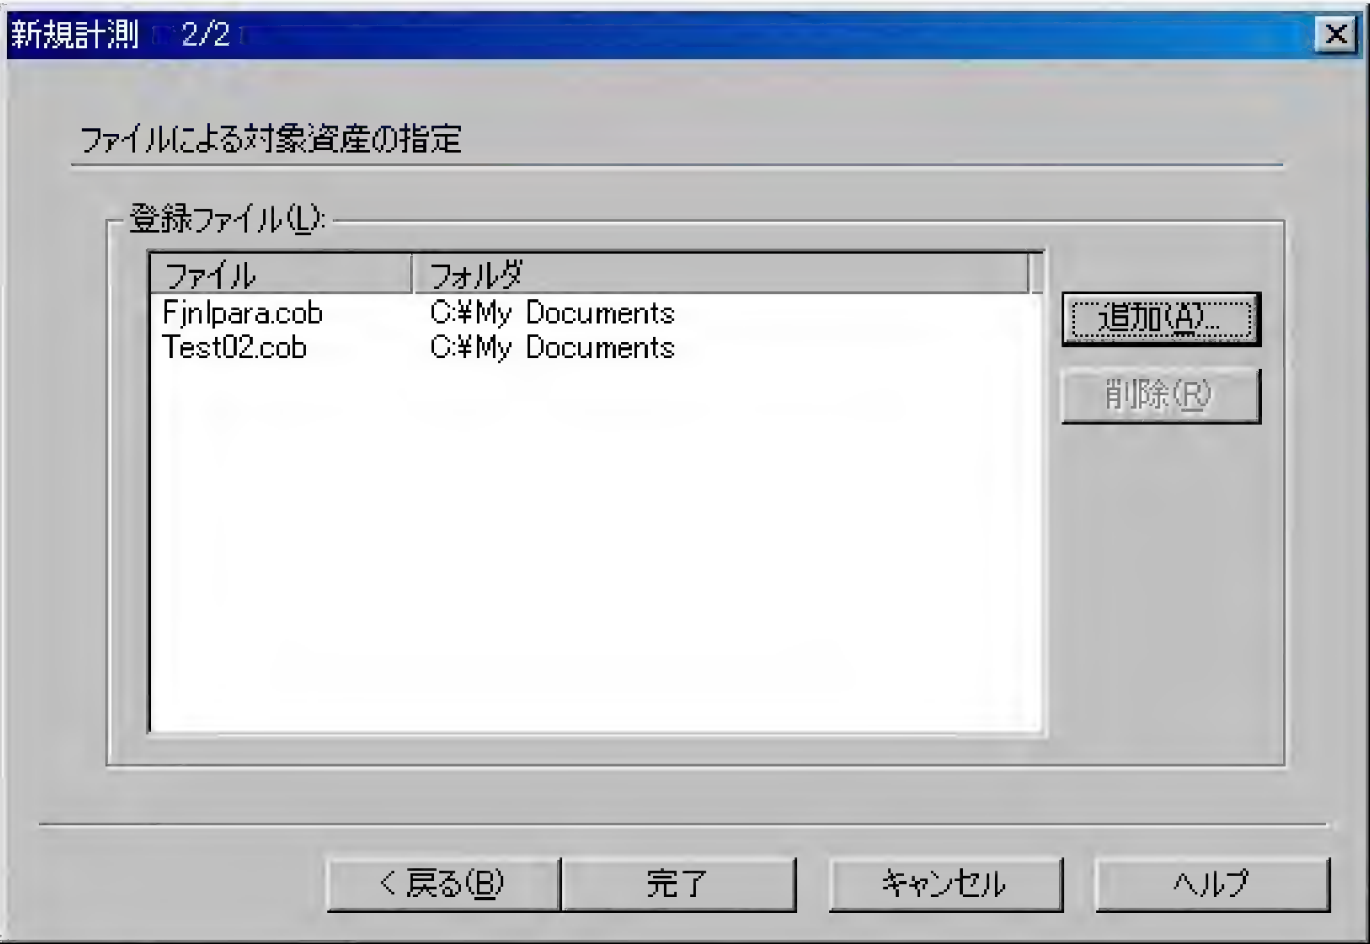 新規計測 2/2
ファイルによる対象資産の指定
登録ファイル(L):
ファイル フォルダ
Fjnlpara.cob C:¥My Documents
Test02.cob C:¥My Documents
追加(A)...
削除(R)
< 戻る(B) 完了 キャンセル ヘルプ